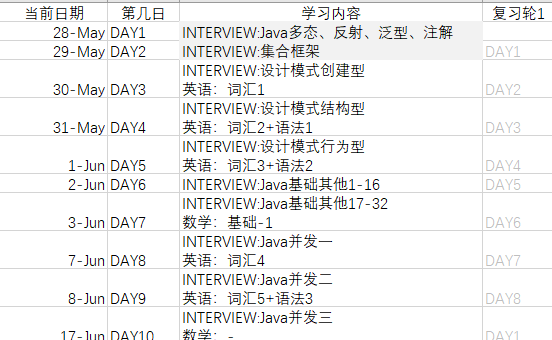 当前日期 第几日 学习内容 复习轮1
28-May DAY1 INTERVIEW:Java多态、反射、泛型、注解
29-May DAY2 INTERVIEW:集合框架 DAY1
INTERVIEW:设计模式创建型
30-May DAY3 英语：词汇1 DAY2
INTERVIEW:设计模式结构型
31-May DAY4 英语：词汇2+语法1 DAY3
INTERVIEW:设计模式行为型
1-Jun DAY5 英语：词汇3+语法2 DAY4
2-Jun DAY6 INTERVIEW:Java基础其他1-16 DAY5
INTERVIEW:Java基础其他17-32
3-Jun DAY7 数学：基础-1 DAY6
INTERVIEW:Java并发一
7-Jun DAY8 英语：词汇4 DAY7
INTERVIEW:Java并发二
8-Jun DAY9 英语：词汇5+语法3 DAY8
INTERVIEW:Java并发三
17-Jun DAY10 数学：- DAY1